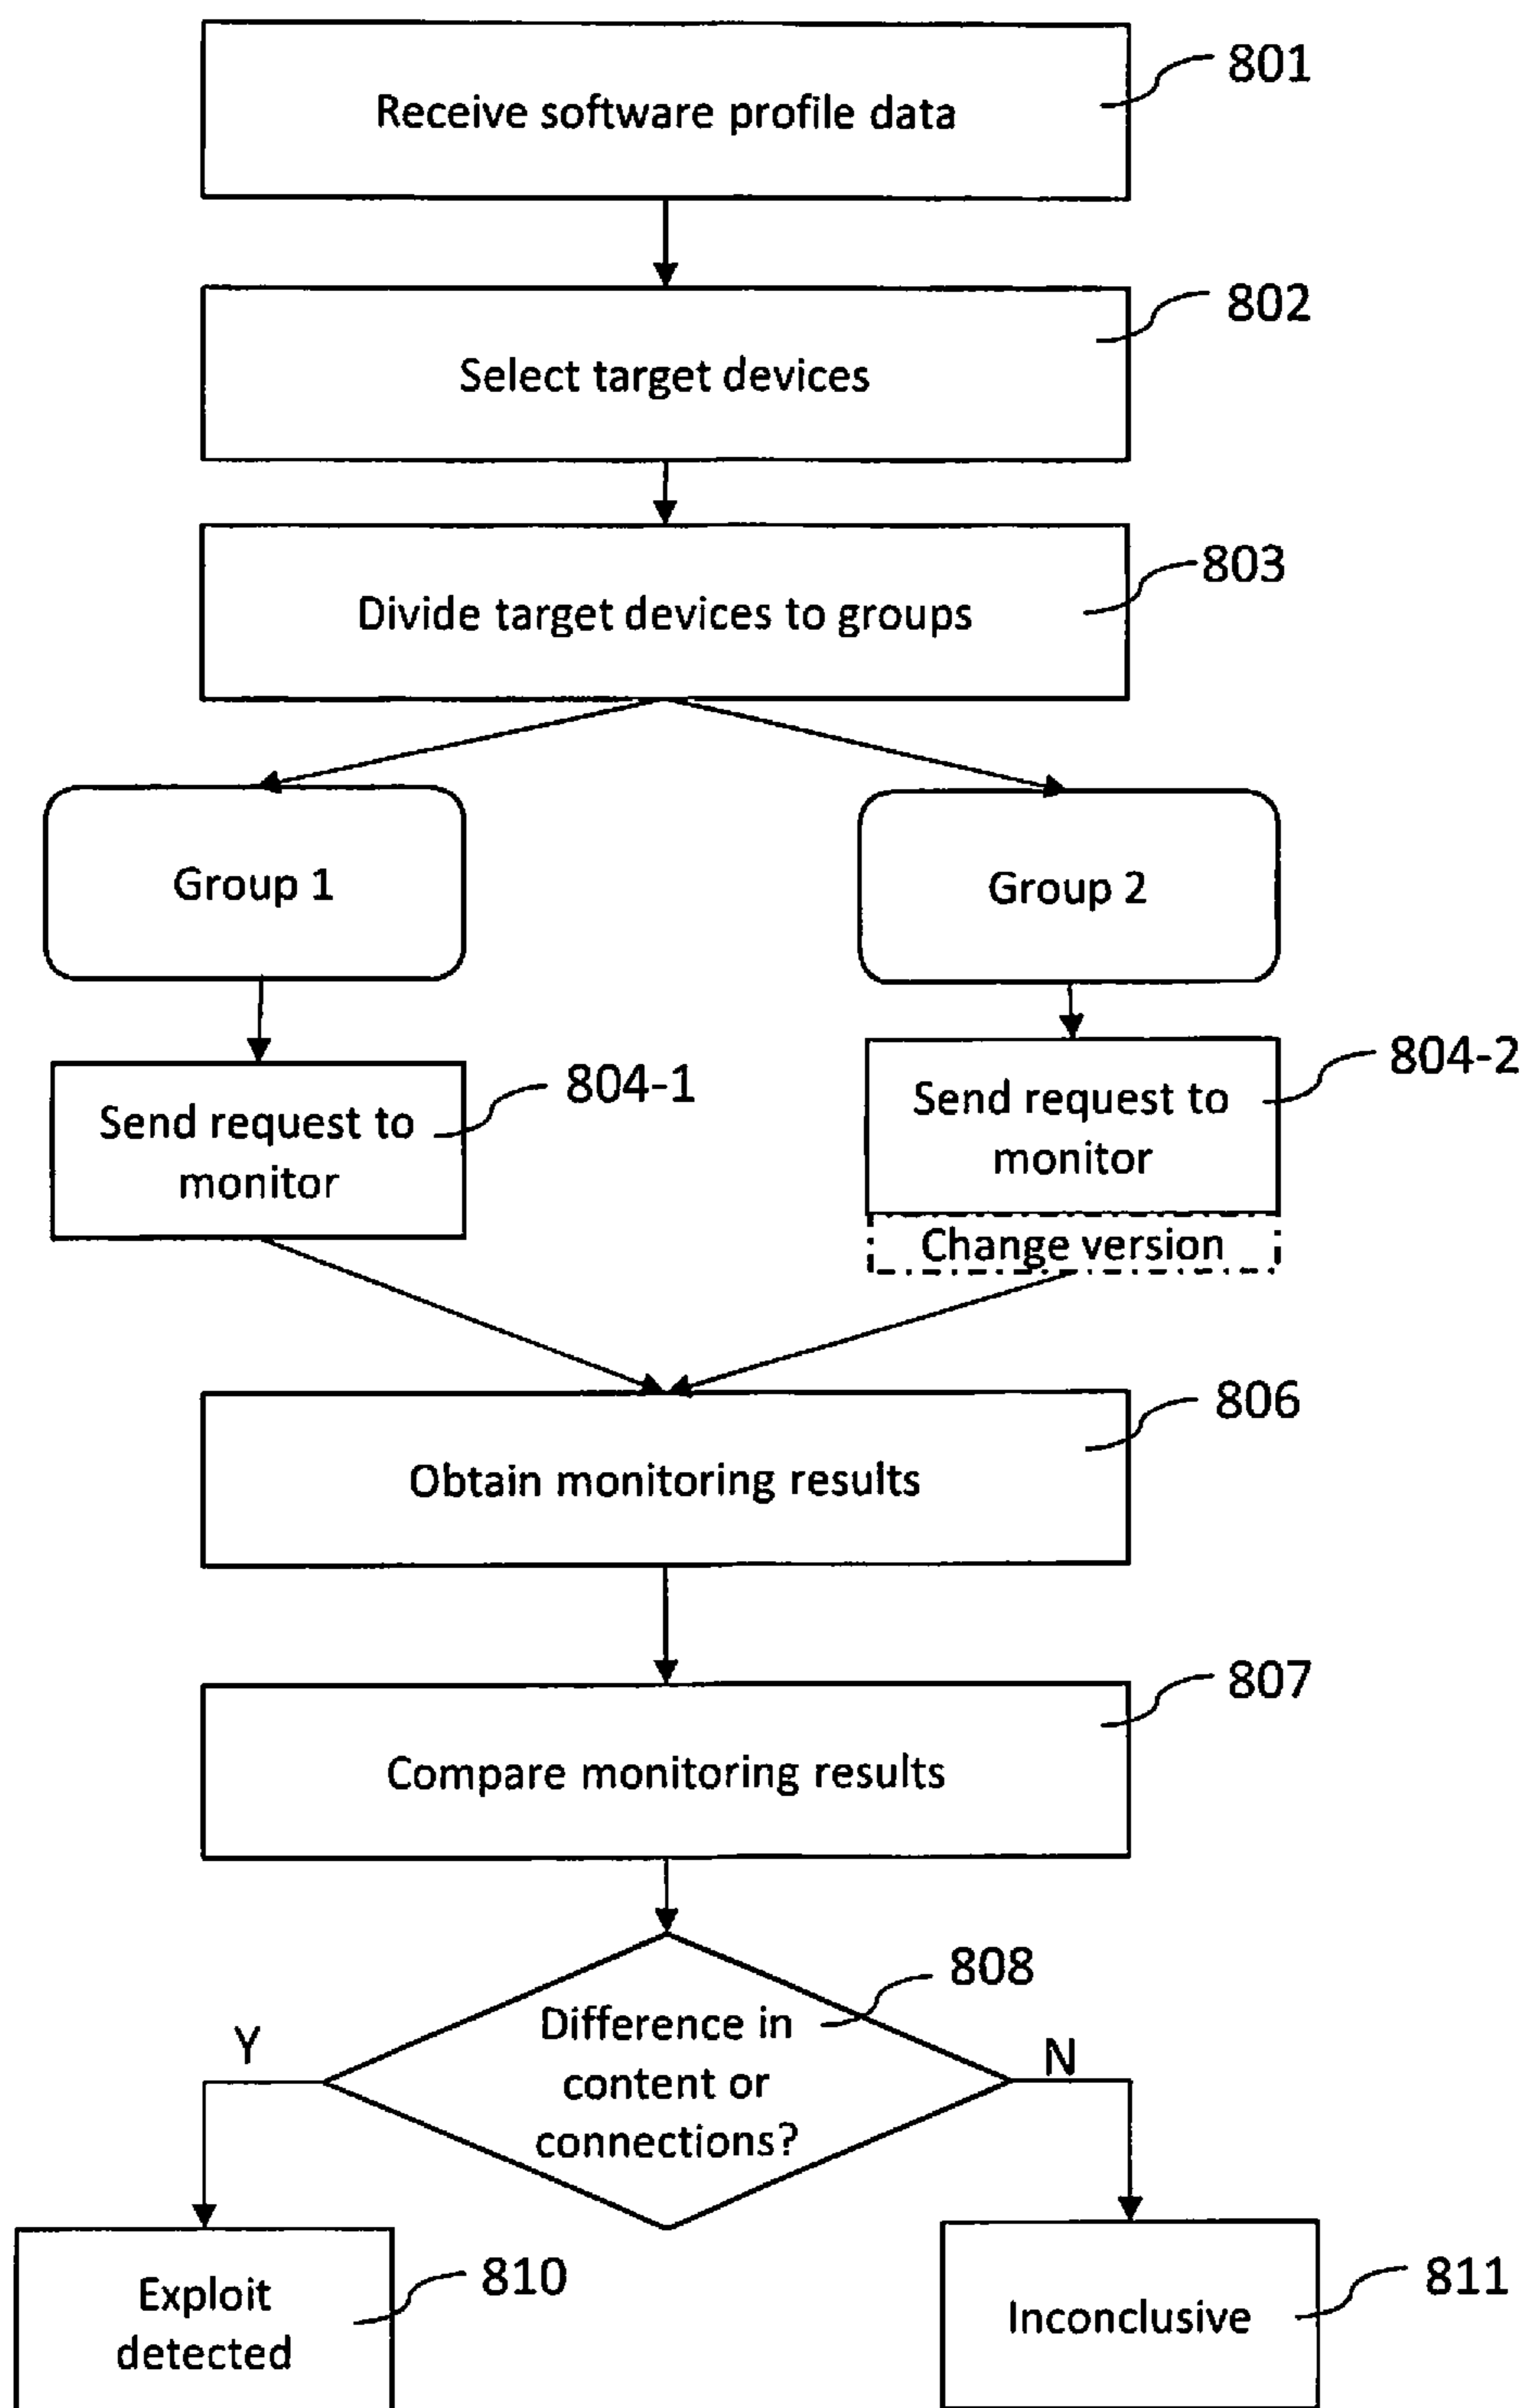 801
Receive software profile data
802
Select target devices
803
Divide target devices to groups
Group 1
Group 2
804-1
Send request to
monitor
804-2
Send request to
monitor
Change version
806
Obtain monitoring results
807
Compare monitoring results
808
Difference in
content or
connections?
Y
N
810
Exploit
detected
811
Inconclusive